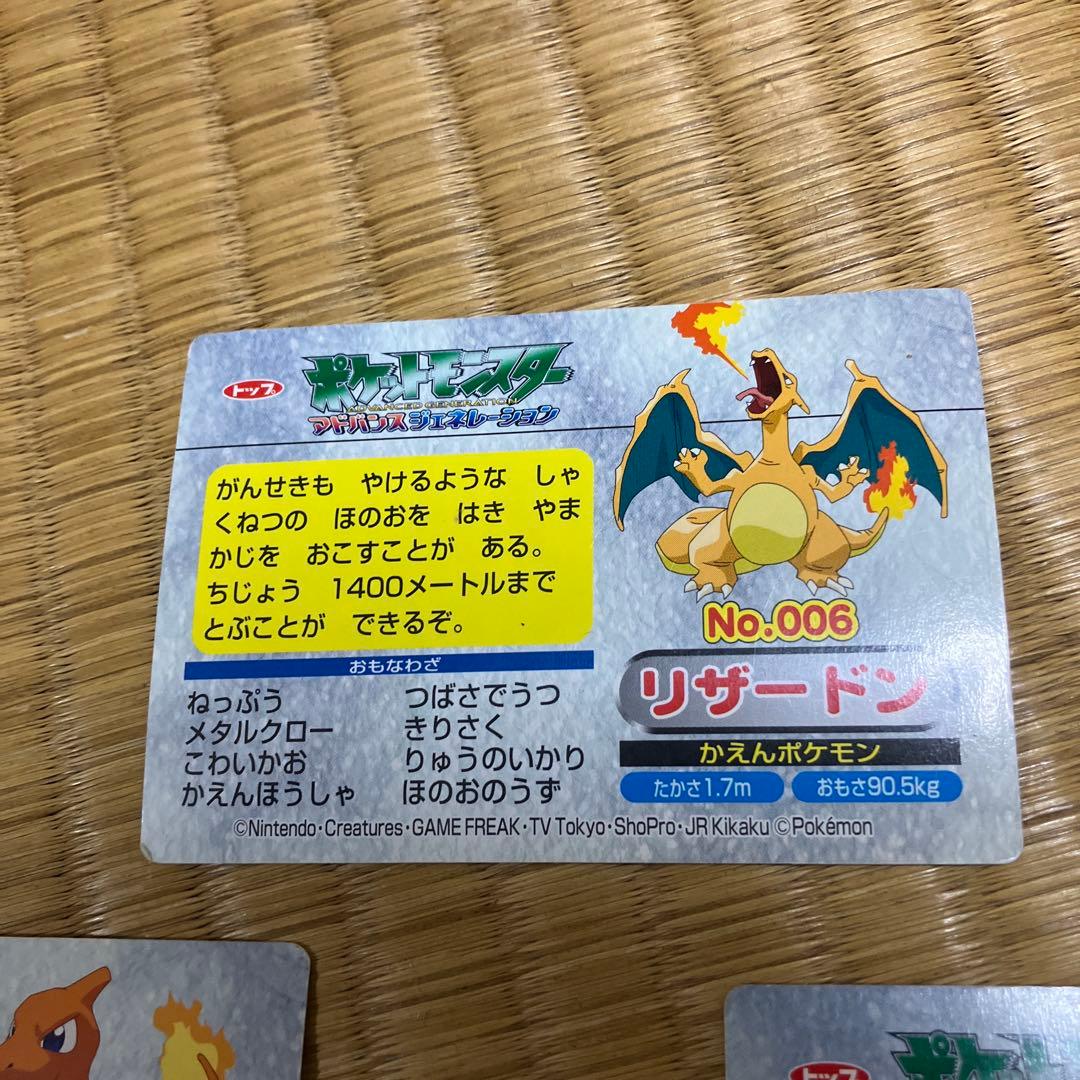 トップ
ポケットモンスター
ADVANCED GENERATION
アドバンスジェネレーション
がんせきも やけるような しゃ
くねつの ほのおを はき やま
かじを おこすことが ある。
ちじょう 1400メートルまで
とぶことが できるぞ。
おもなわざ
ねっぷう つばさでうつ
メタルクロー きりさく
こわいかお りゅうのいかり
かえんほうしゃ ほのおのうず
No.006
リザードン
かえんポケモン
たかさ1.7m おもさ90.5kg
©Nintendo・Creatures・GAME FREAK・TV Tokyo・ShoPro・JR Kikaku ©Pokémon
トップ
ポケ